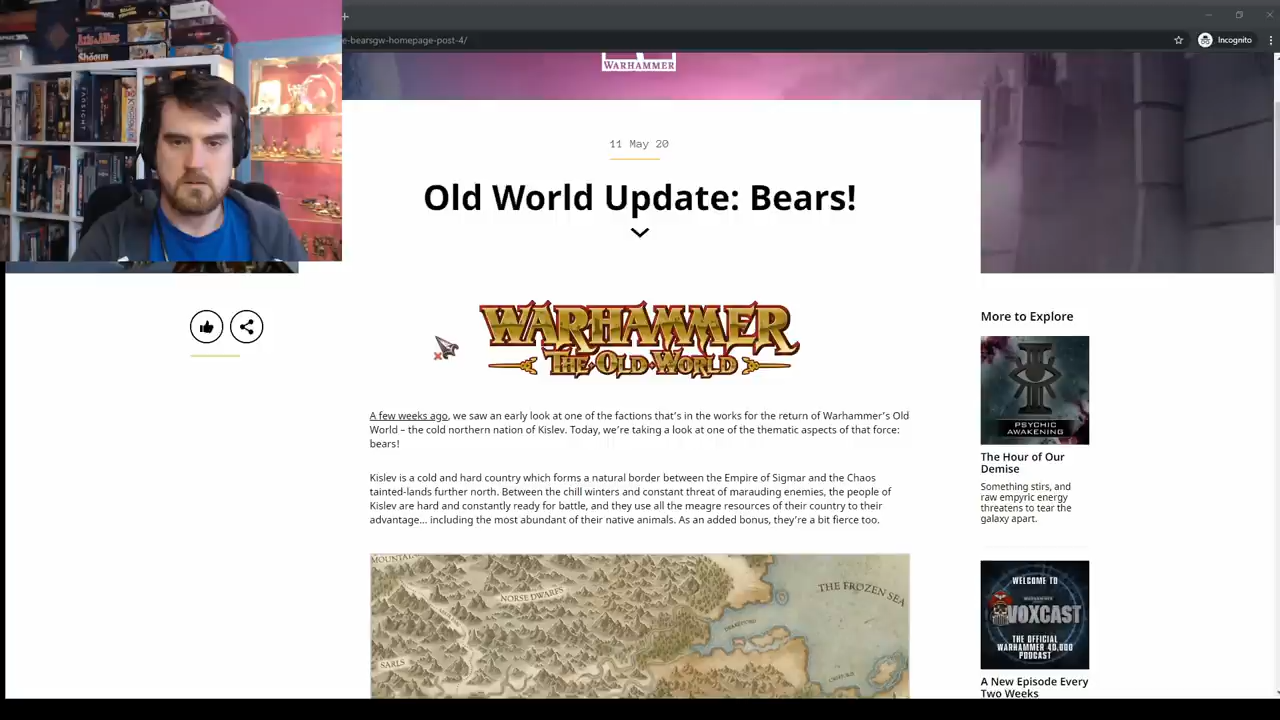 Axis & Allies
Shogun
FARSIGHT
e-bearsgw-homepage-post-4/
Incognito
WARHAMMER
11 May 20
Old World Update: Bears!
WARHAMMER
THE OLD WORLD
A few weeks ago, we saw an early look at one of the factions that's in the works for the return of Warhammer's Old
World – the cold northern nation of Kislev. Today, we're taking a look at one of the thematic aspects of that force:
bears!
Kislev is a cold and hard country which forms a natural border between the Empire of Sigmar and the Chaos
tainted-lands further north. Between the chill winters and constant threat of marauding enemies, the people of
Kislev are hard and constantly ready for battle, and they use all the meagre resources of their country to their
advantage... including the most abundant of their native animals. As an added bonus, they're a bit fierce too.
MOUNTAIN
NORSE DWARFS
THE FROZEN SEA
SARLS
More to Explore
PSYCHIC
AWAKENING
The Hour of Our
Demise
Something stirs, and
raw empyric energy
threatens to tear the
galaxy apart.
WELCOME TO
VOXCAST
THE OFFICIAL
WARHAMMER 40,000
PODCAST
A New Episode Every
Two Weeks